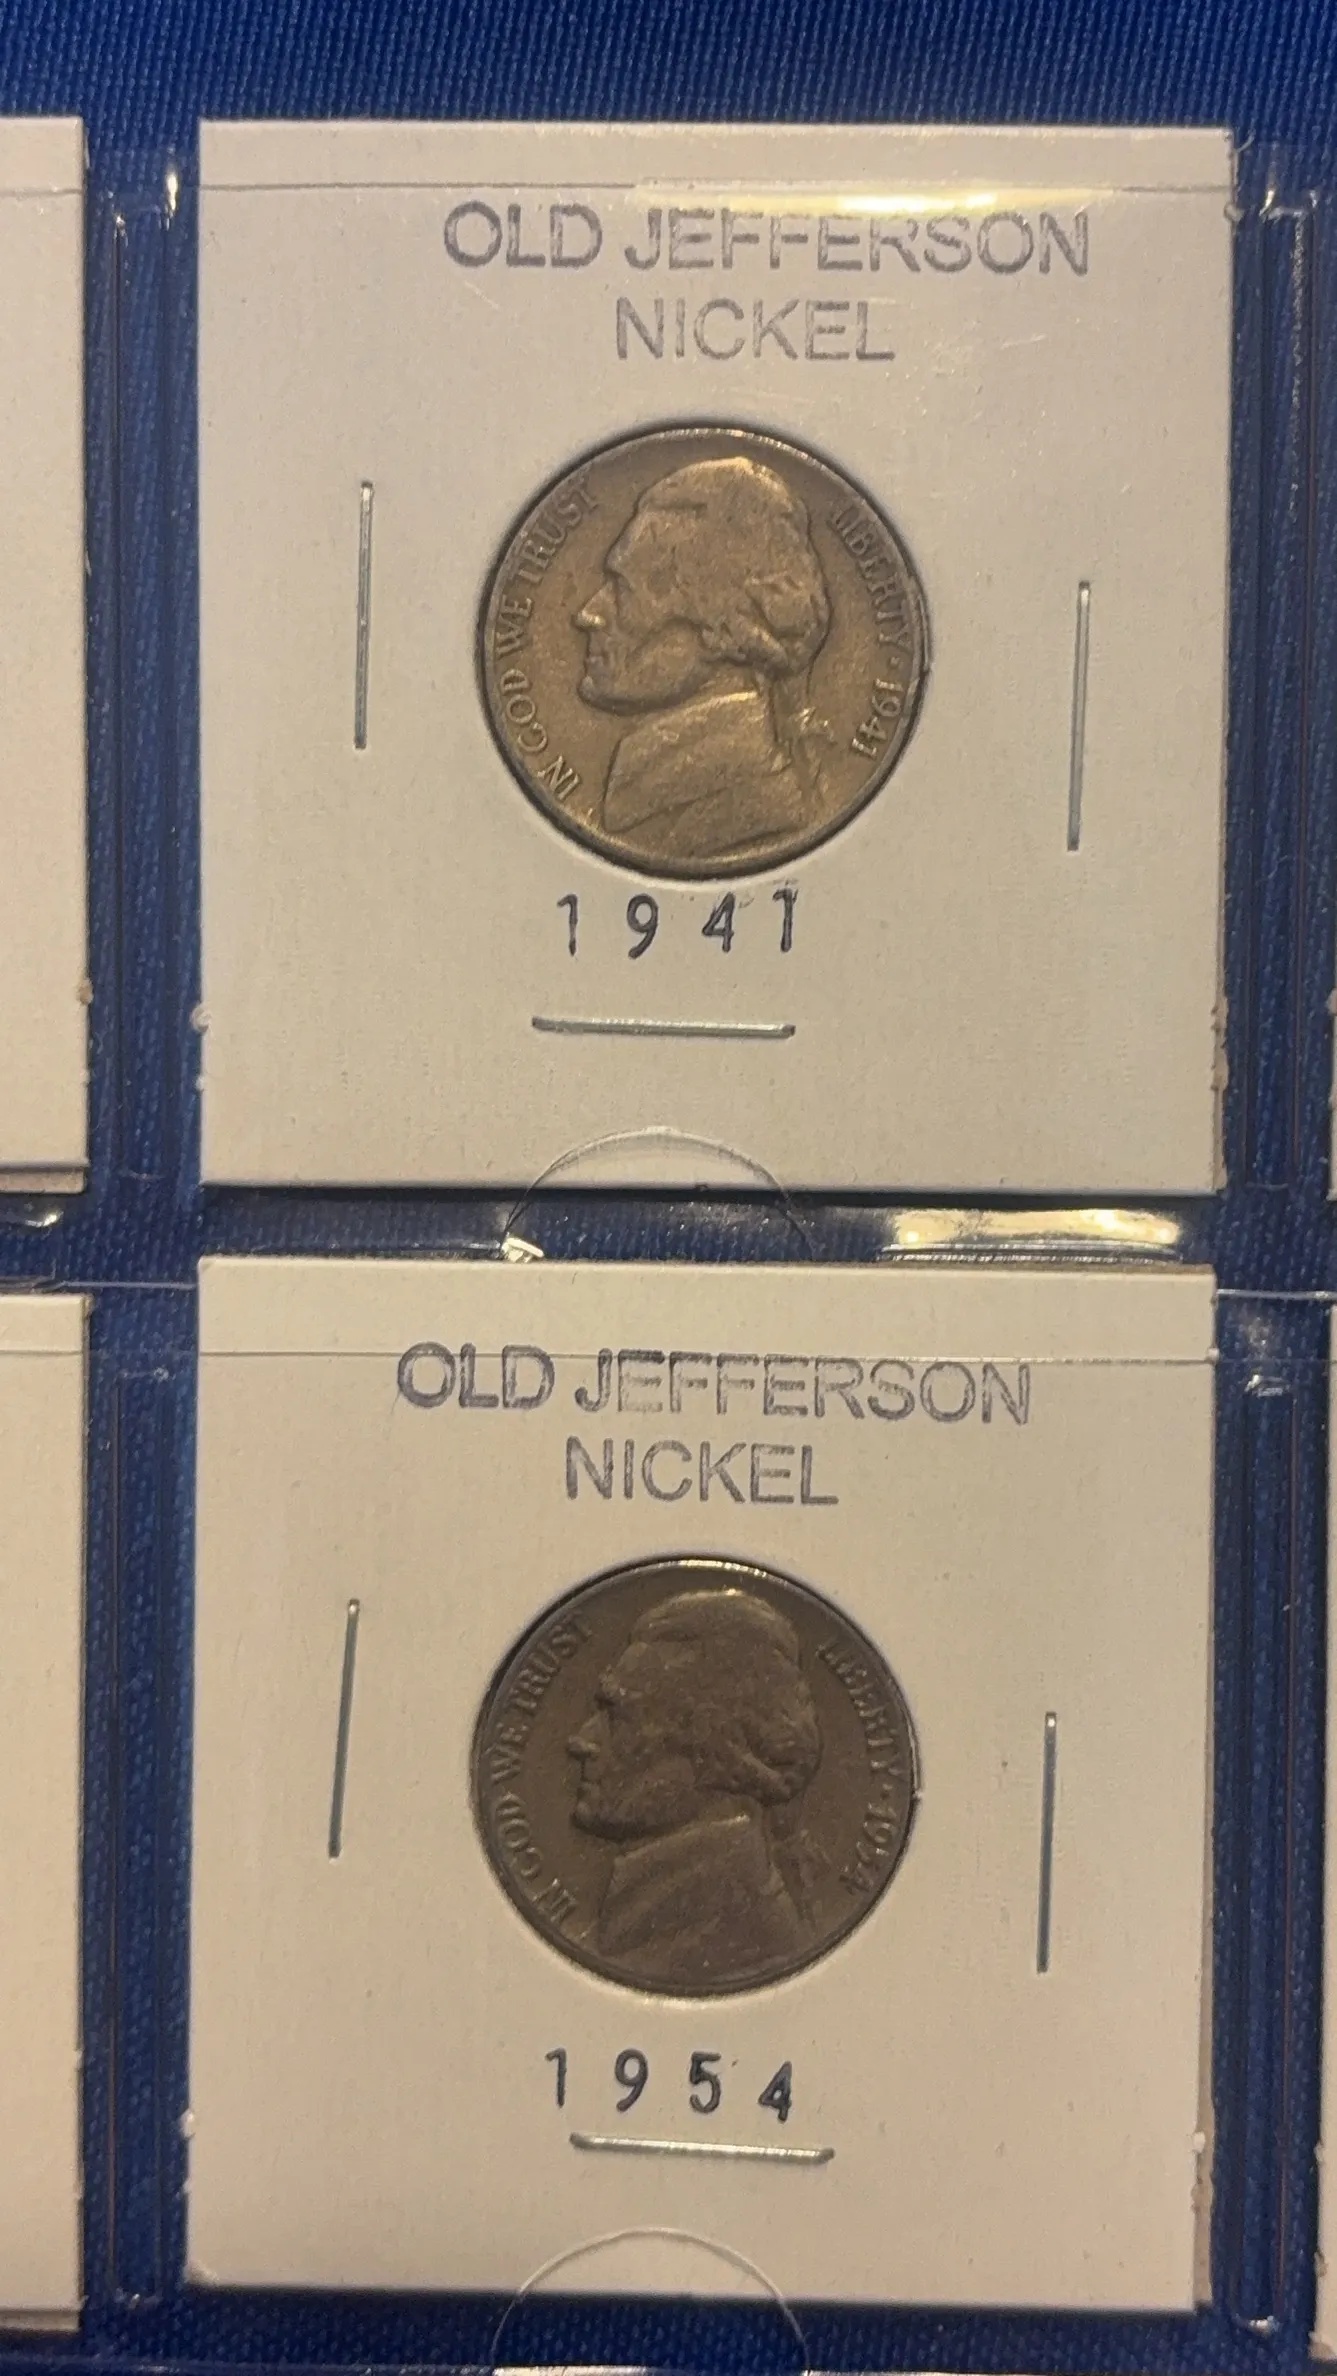 OLD JEFFERSON
NICKEL
IN GOD WE TRUST
LIBERTY · 1941
1941
OLD JEFFERSON
NICKEL
IN GOD WE TRUST
LIBERTY · 1954
1954